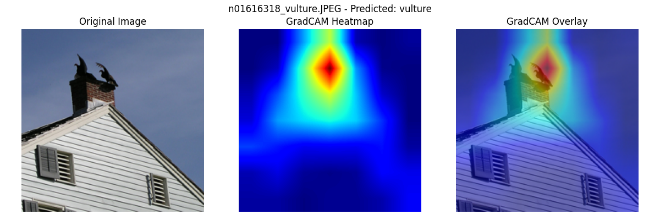 n01616318_vulture.JPEG - Predicted: vulture
Original Image
GradCAM Heatmap
GradCAM Overlay